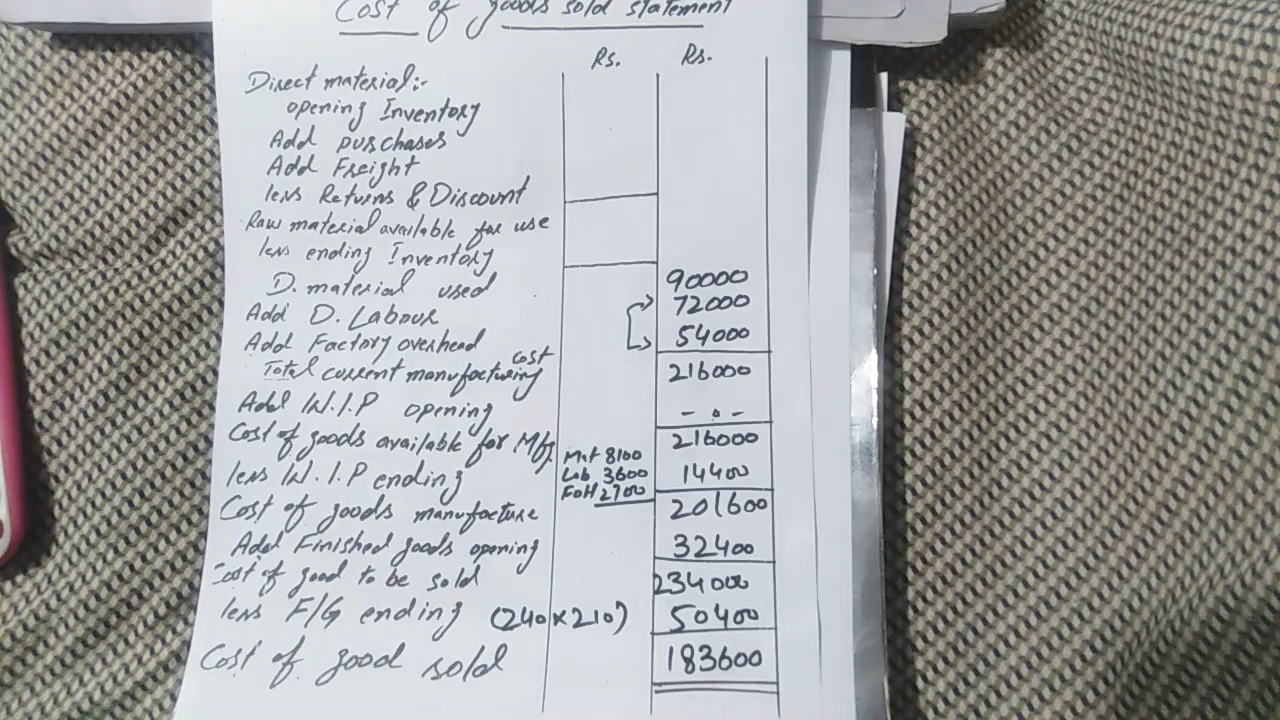 Cost of goods sold statement
Rs. Rs.
Direct material:-
opening Inventory
Add purchases
Add Freight
less Returns & Discount
Raw material available for use
less ending Inventory
D. material used 90000
Add D. Labour 72000
Add Factory overhead 54000
Total current manufacturing cost 216000
Add W.I.P opening - 0 -
Cost of goods available for Mfg 216000
Mat 8100
less W.I.P ending Lab 3600 14400
FoH 2700
Cost of goods manufacture 201600
Add Finished goods opening 32400
Cost of good to be sold 234000
less F/G ending (240 x 210) 50400
Cost of good sold 183600